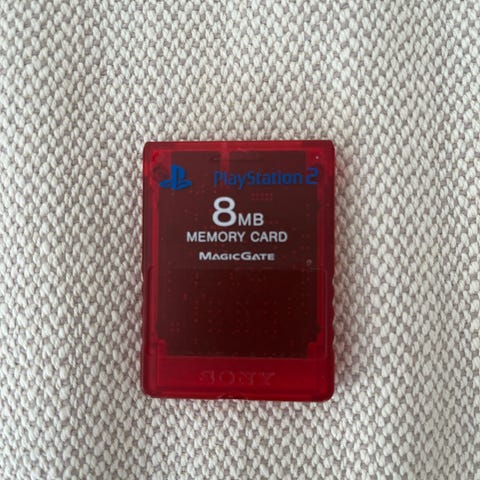 PlayStation 2
8MB
MEMORY CARD
MAGICGATE
SONY